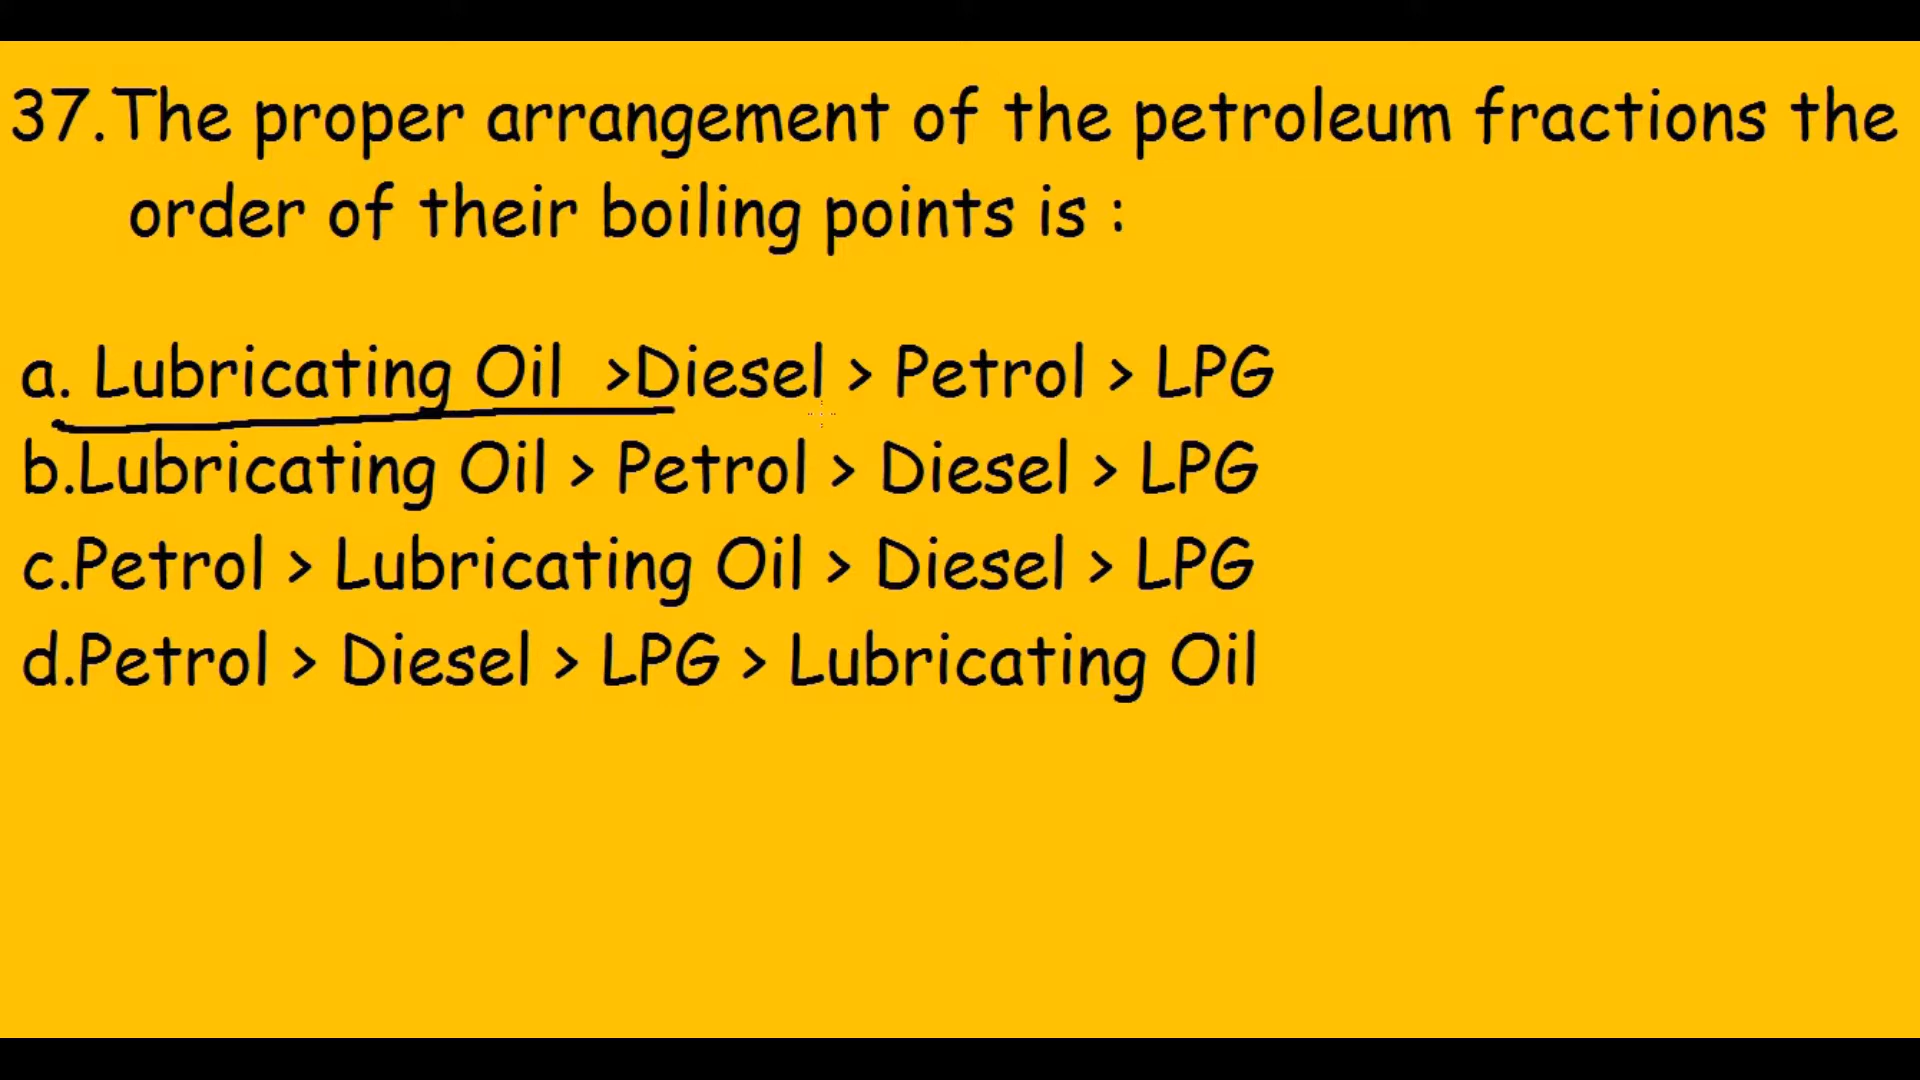 37.The proper arrangement of the petroleum fractions the
order of their boiling points is :
a. Lubricating Oil >Diesel > Petrol > LPG
b.Lubricating Oil > Petrol > Diesel > LPG
c.Petrol > Lubricating Oil > Diesel > LPG
d.Petrol > Diesel > LPG > Lubricating Oil